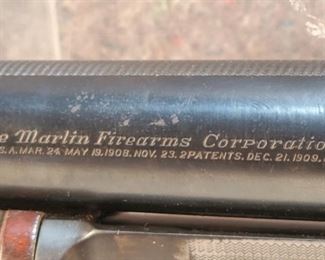 e Marlin Firearms Corporatio
S.A. MAR. 24 MAY 19,1908. NOV. 23. 2 PATENTS. DEC. 21. 1909.